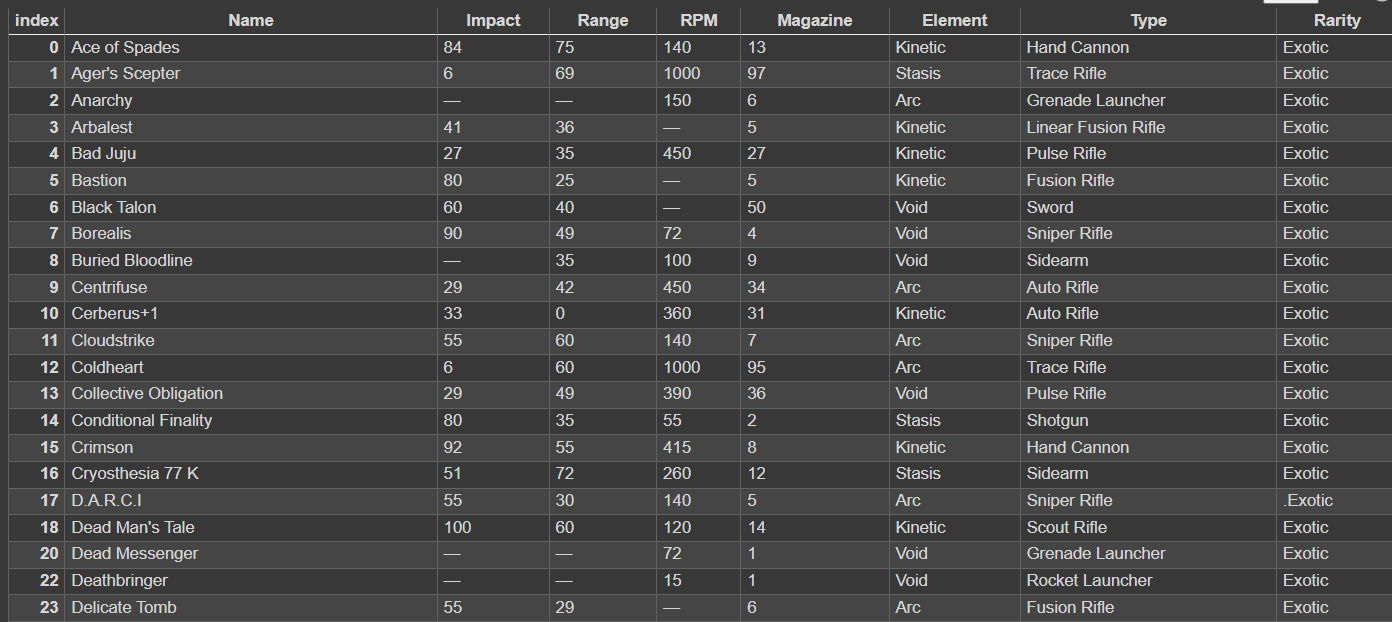 index Name Impact Range RPM Magazine Element Type Rarity
0 Ace of Spades 84 75 140 13 Kinetic Hand Cannon Exotic
1 Ager's Scepter 6 69 1000 97 Stasis Trace Rifle Exotic
2 Anarchy — — 150 6 Arc Grenade Launcher Exotic
3 Arbalest 41 36 — 5 Kinetic Linear Fusion Rifle Exotic
4 Bad Juju 27 35 450 27 Kinetic Pulse Rifle Exotic
5 Bastion 80 25 — 5 Kinetic Fusion Rifle Exotic
6 Black Talon 60 40 — 50 Void Sword Exotic
7 Borealis 90 49 72 4 Void Sniper Rifle Exotic
8 Buried Bloodline — 35 100 9 Void Sidearm Exotic
9 Centrifuse 29 42 450 34 Arc Auto Rifle Exotic
10 Cerberus+1 33 0 360 31 Kinetic Auto Rifle Exotic
11 Cloudstrike 55 60 140 7 Arc Sniper Rifle Exotic
12 Coldheart 6 60 1000 95 Arc Trace Rifle Exotic
13 Collective Obligation 29 49 390 36 Void Pulse Rifle Exotic
14 Conditional Finality 80 35 55 2 Stasis Shotgun Exotic
15 Crimson 92 55 415 8 Kinetic Hand Cannon Exotic
16 Cryosthesia 77 K 51 72 260 12 Stasis Sidearm Exotic
17 D.A.R.C.I 55 30 140 5 Arc Sniper Rifle .Exotic
18 Dead Man's Tale 100 60 120 14 Kinetic Scout Rifle Exotic
20 Dead Messenger — — 72 1 Void Grenade Launcher Exotic
22 Deathbringer — — 15 1 Void Rocket Launcher Exotic
23 Delicate Tomb 55 29 — 6 Arc Fusion Rifle Exotic